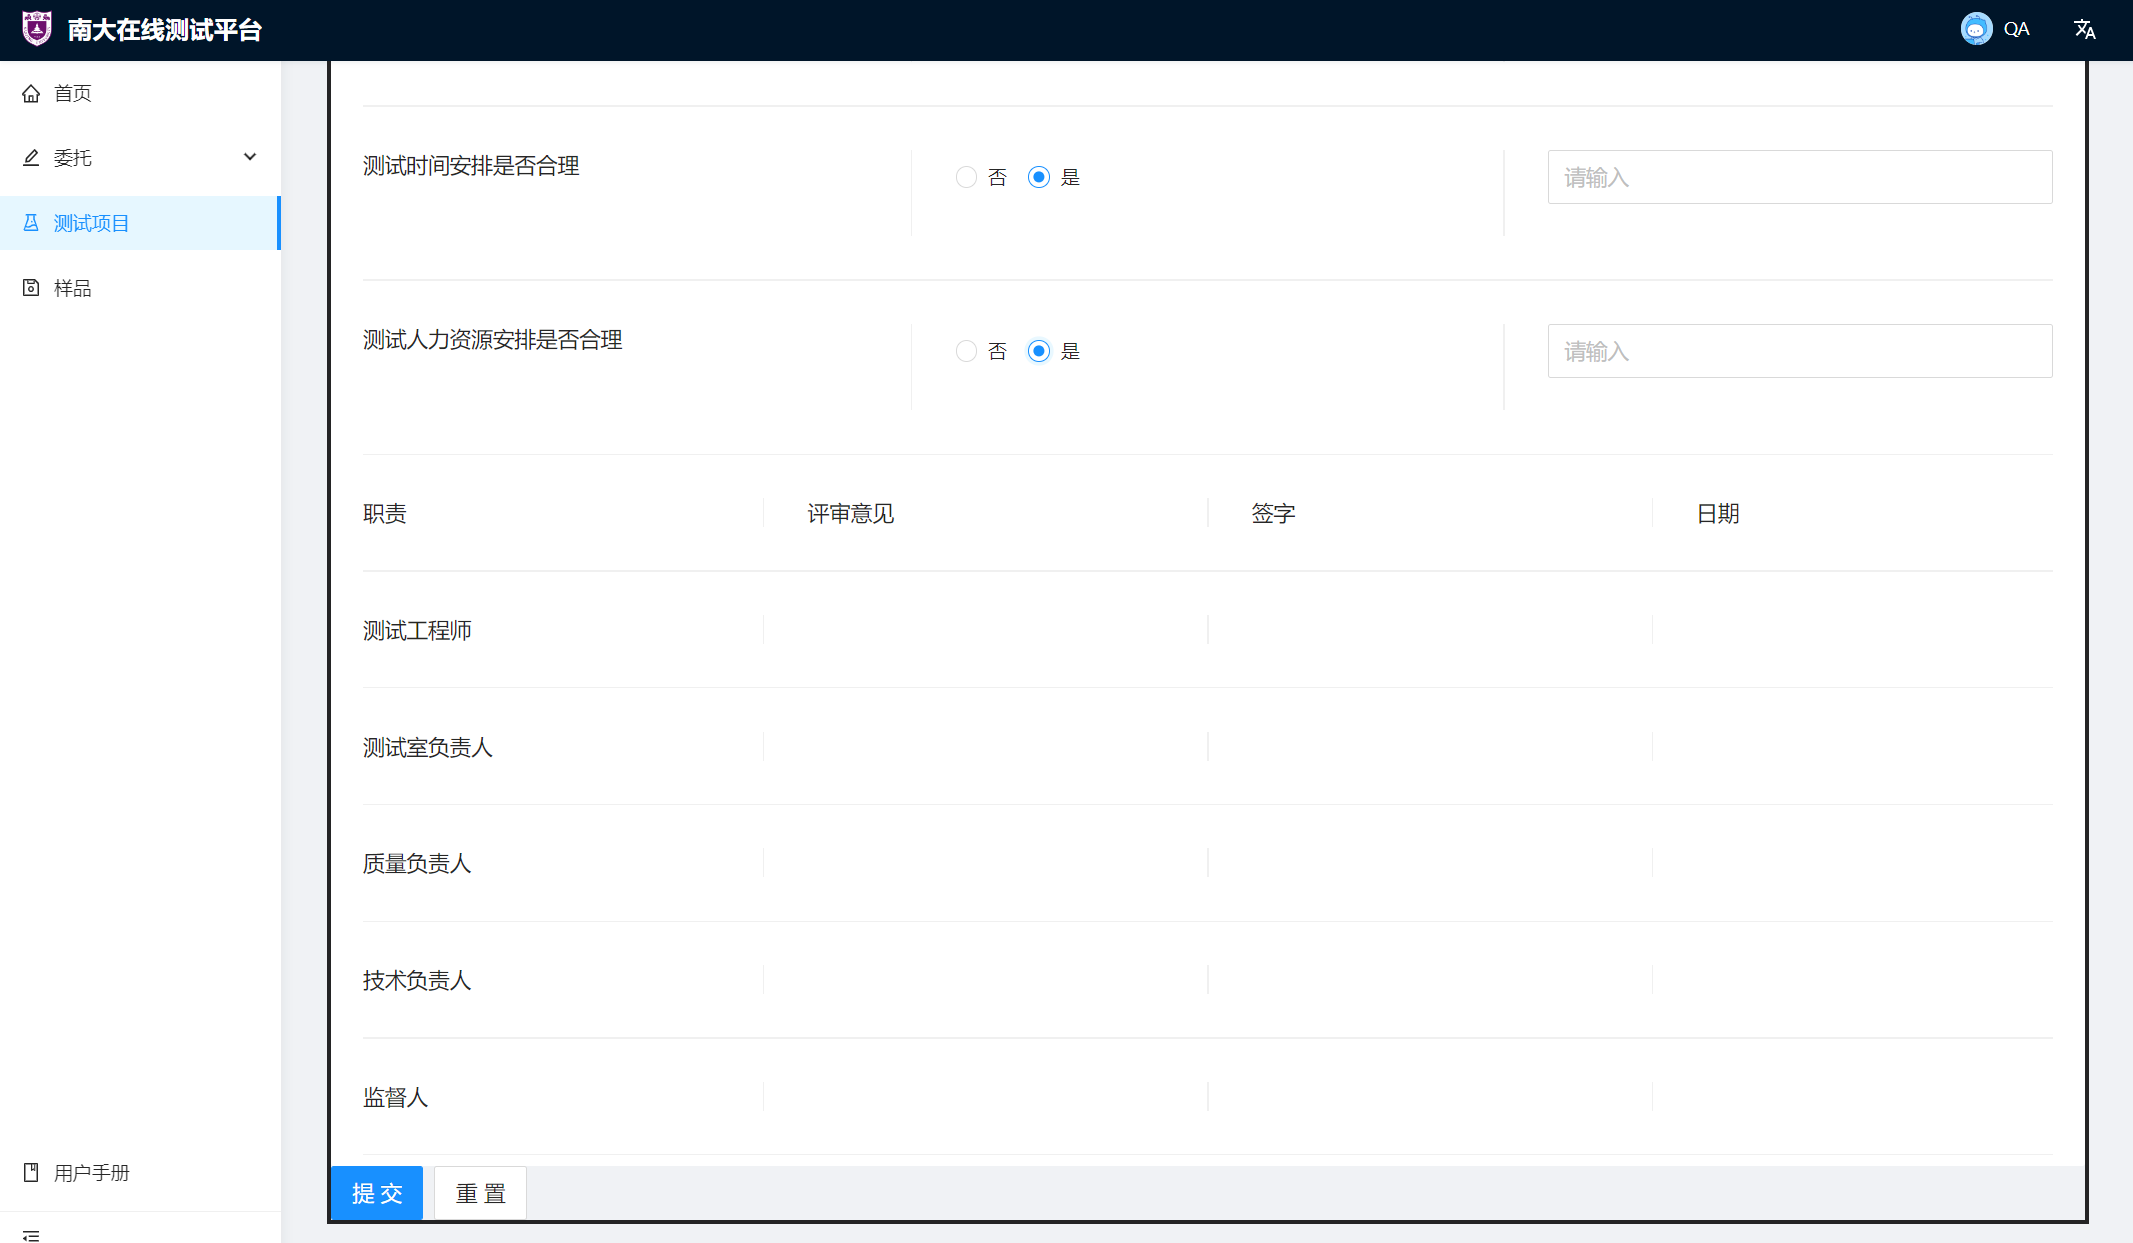 南大在线测试平台
QA
首页
委托
测试项目
样品
用户手册
测试时间安排是否合理 否 是 请输入
测试人力资源安排是否合理 否 是 请输入
职责 评审意见 签字 日期
测试工程师
测试室负责人
质量负责人
技术负责人
监督人
提交 重置